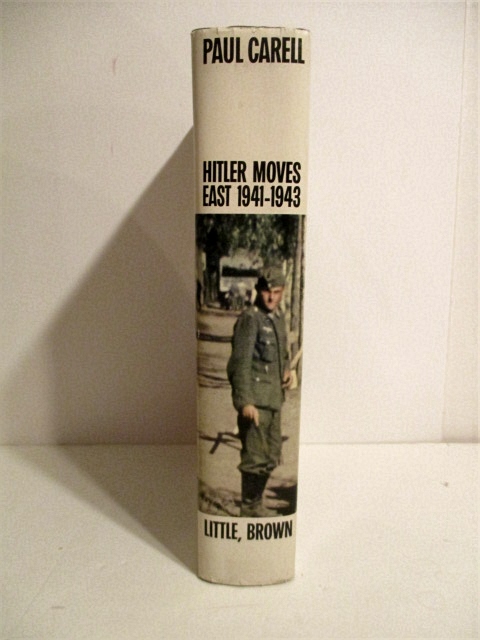 PAUL CARELL
HITLER MOVES
EAST 1941-1943
LITTLE, BROWN